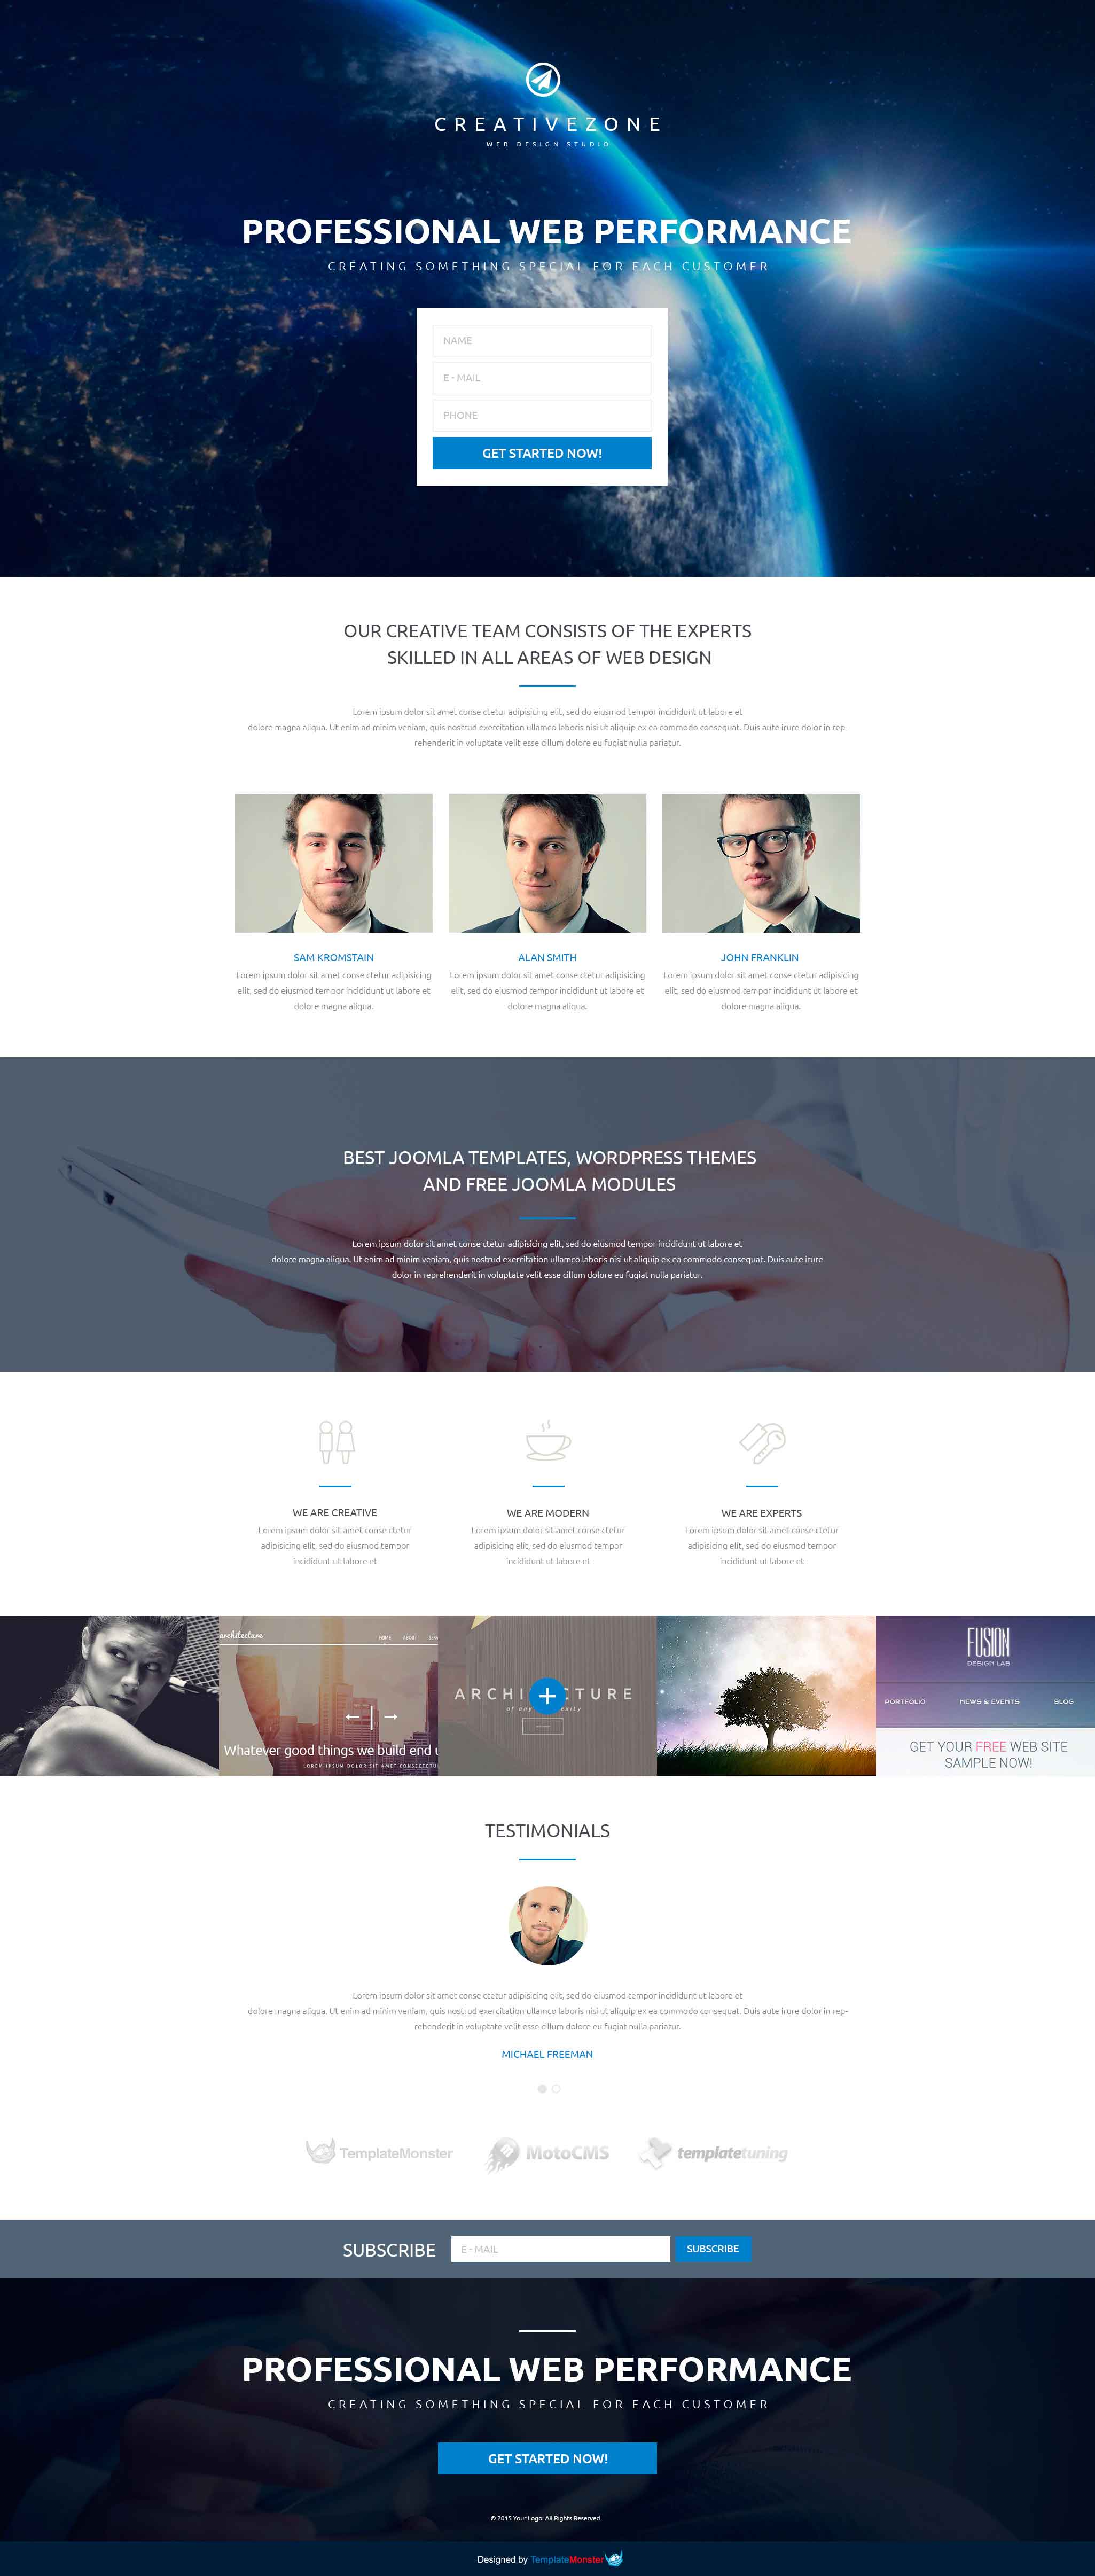 CREATIVEZONE
WEB DESIGN STUDIO
PROFESSIONAL WEB PERFORMANCE
CREATING SOMETHING SPECIAL FOR EACH CUSTOMER
NAME
E - MAIL
PHONE
GET STARTED NOW!
OUR CREATIVE TEAM CONSISTS OF THE EXPERTS
SKILLED IN ALL AREAS OF WEB DESIGN
Lorem ipsum dolor sit amet conse ctetur adipisicing elit, sed do eiusmod tempor incididunt ut labore et
dolore magna aliqua. Ut enim ad minim veniam, quis nostrud exercitation ullamco laboris nisi ut aliquip ex ea commodo consequat. Duis aute irure dolor in rep-
rehenderit in voluptate velit esse cillum dolore eu fugiat nulla pariatur.
SAM KROMSTAIN
Lorem ipsum dolor sit amet conse ctetur adipisicing
elit, sed do eiusmod tempor incididunt ut labore et
dolore magna aliqua.
ALAN SMITH
Lorem ipsum dolor sit amet conse ctetur adipisicing
elit, sed do eiusmod tempor incididunt ut labore et
dolore magna aliqua.
JOHN FRANKLIN
Lorem ipsum dolor sit amet conse ctetur adipisicing
elit, sed do eiusmod tempor incididunt ut labore et
dolore magna aliqua.
BEST JOOMLA TEMPLATES, WORDPRESS THEMES
AND FREE JOOMLA MODULES
Lorem ipsum dolor sit amet conse ctetur adipisicing elit, sed do eiusmod tempor incididunt ut labore et
dolore magna aliqua. Ut enim ad minim veniam, quis nostrud exercitation ullamco laboris nisi ut aliquip ex ea commodo consequat. Duis aute irure
dolor in reprehenderit in voluptate velit esse cillum dolore eu fugiat nulla pariatur.
WE ARE CREATIVE
Lorem ipsum dolor sit amet conse ctetur
adipisicing elit, sed do eiusmod tempor
incididunt ut labore et
WE ARE MODERN
Lorem ipsum dolor sit amet conse ctetur
adipisicing elit, sed do eiusmod tempor
incididunt ut labore et
WE ARE EXPERTS
Lorem ipsum dolor sit amet conse ctetur
adipisicing elit, sed do eiusmod tempor
incididunt ut labore et
architecture
HOME ABOUT
Whatever good things we build end
LOREM IPSUM DOLOR SIT AMET
of any
FUSION
DESIGN LAB
PORTFOLIO NEWS & EVENTS BLOG
GET YOUR FREE WEB SITE
SAMPLE NOW!
TESTIMONIALS
Lorem ipsum dolor sit amet conse ctetur adipisicing elit, sed do eiusmod tempor incididunt ut labore et
dolore magna aliqua. Ut enim ad minim veniam, quis nostrud exercitation ullamco laboris nisi ut aliquip ex ea commodo consequat. Duis aute irure dolor in rep-
rehenderit in voluptate velit esse cillum dolore eu fugiat nulla pariatur.
MICHAEL FREEMAN
TemplateMonster
MotoCMS
templatetuning
SUBSCRIBE
E - MAIL
SUBSCRIBE
PROFESSIONAL WEB PERFORMANCE
CREATING SOMETHING SPECIAL FOR EACH CUSTOMER
GET STARTED NOW!
© 2015 Your Logo. All Rights Reserved
Designed by TemplateMonster